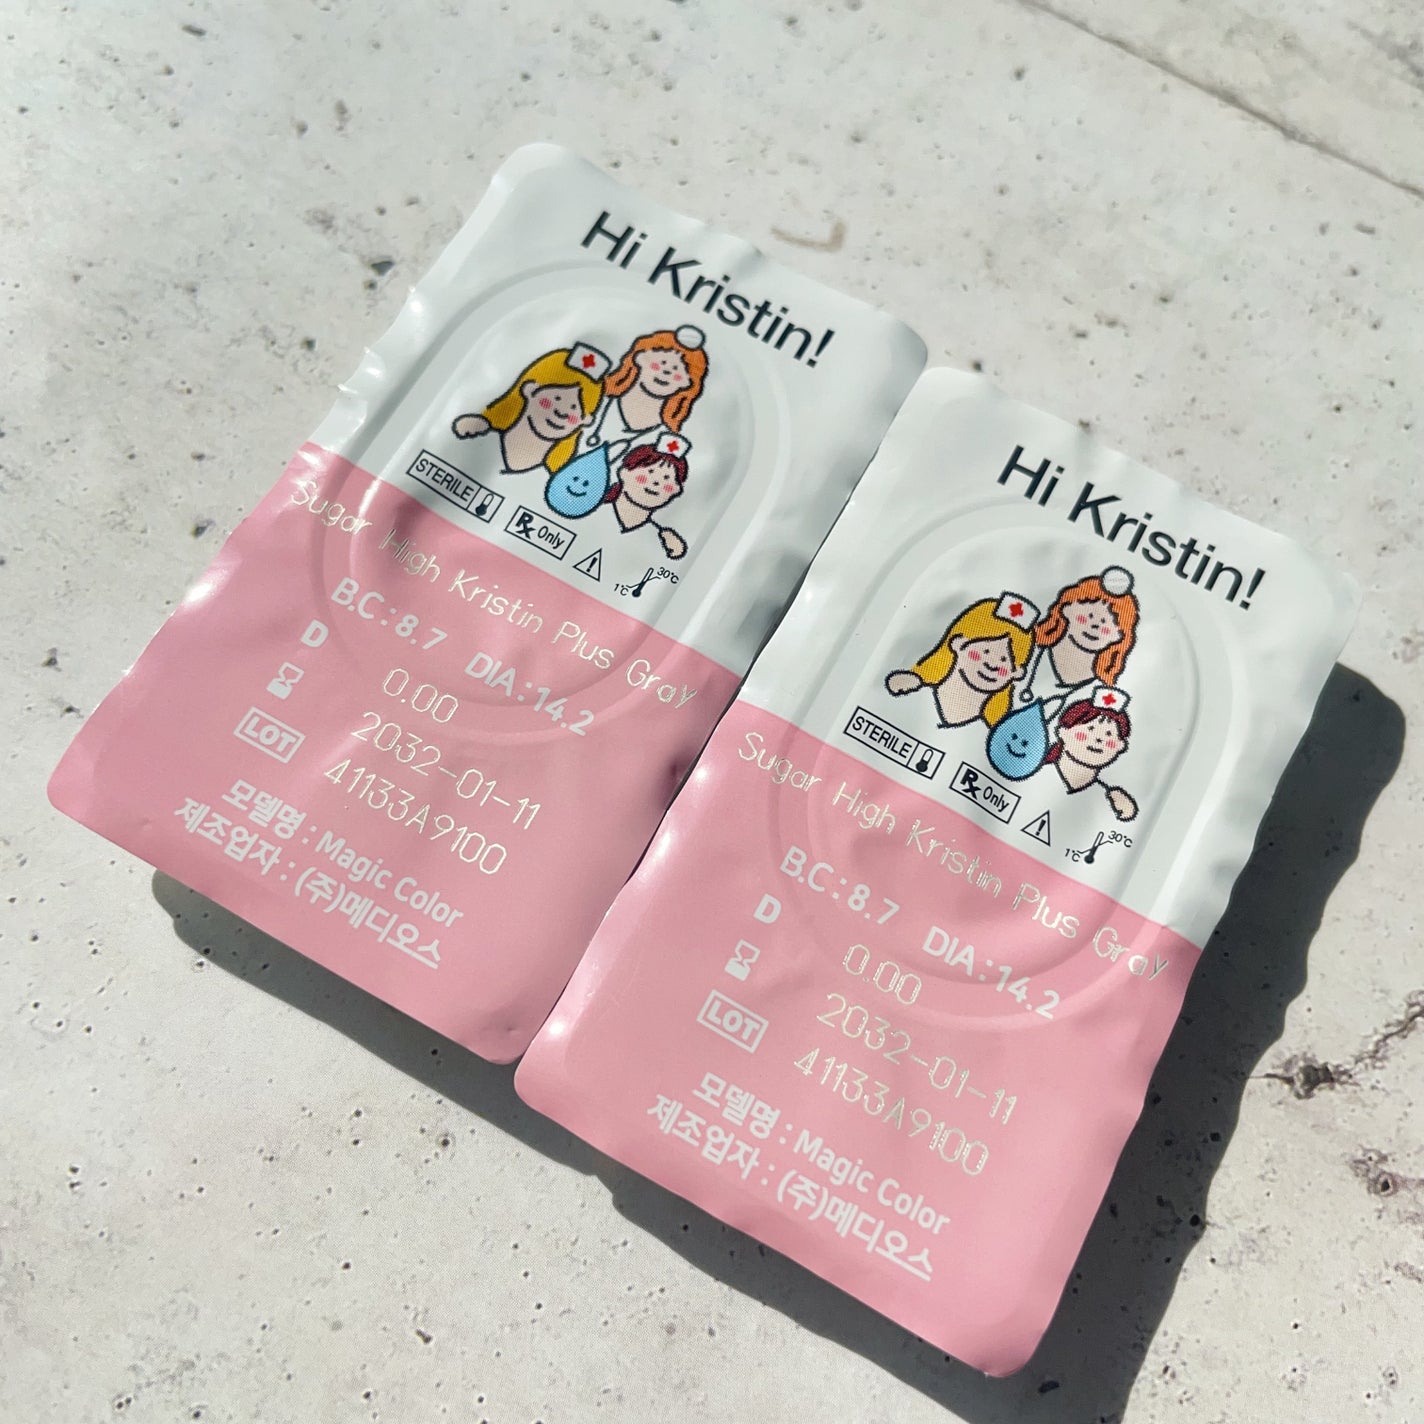 Hi Kristin!
STERILE
Rx Only
1℃ 30℃
Sugar High Kristin Plus Gray
B.C : 8.7 DIA : 14.2
D 0.00
2032-01-11
LOT 41133A9100
모델명 : Magic Color
제조업자 : (주)메디오스
Hi Kristin!
STERILE
Rx Only
1℃ 30℃
Sugar High Kristin Plus Gray
B.C : 8.7 DIA : 14.2
D 0.00
2032-01-11
LOT 41133A9100
모델명 : Magic Color
제조업자 : (주)메디오스